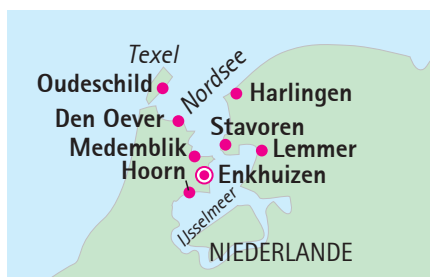 Texel
Nordsee
Oudeschild
Harlingen
Den Oever
Stavoren
Medemblik
Lemmer
Hoorn
Enkhuizen
IJsselmeer
NIEDERLANDE